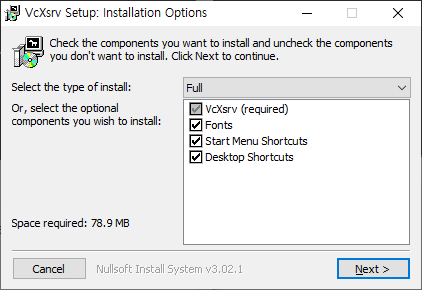 VcXsrv Setup: Installation Options
Check the components you want to install and uncheck the components
you don't want to install. Click Next to continue.
Select the type of install:
Full
Or, select the optional
components you wish to install:
VcXsrv (required)
Fonts
Start Menu Shortcuts
Desktop Shortcuts
Space required: 78.9 MB
Cancel
Nullsoft Install System v3.02.1
Next >